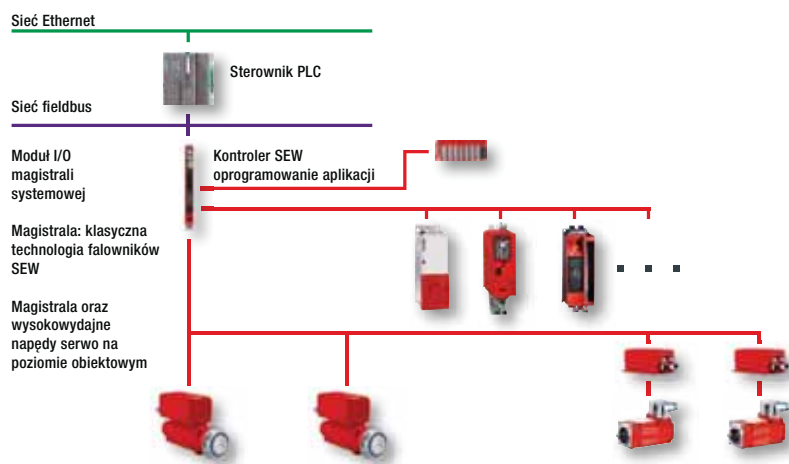 Sieć Ethernet
Sterownik PLC
Sieć fieldbus
Moduł I/O
magistrali
systemowej
Kontroler SEW
oprogramowanie aplikacji
Magistrala: klasyczna
technologia falowników
SEW
Magistrala oraz
wysokowydajne
napędy serwo na
poziomie obiektowym